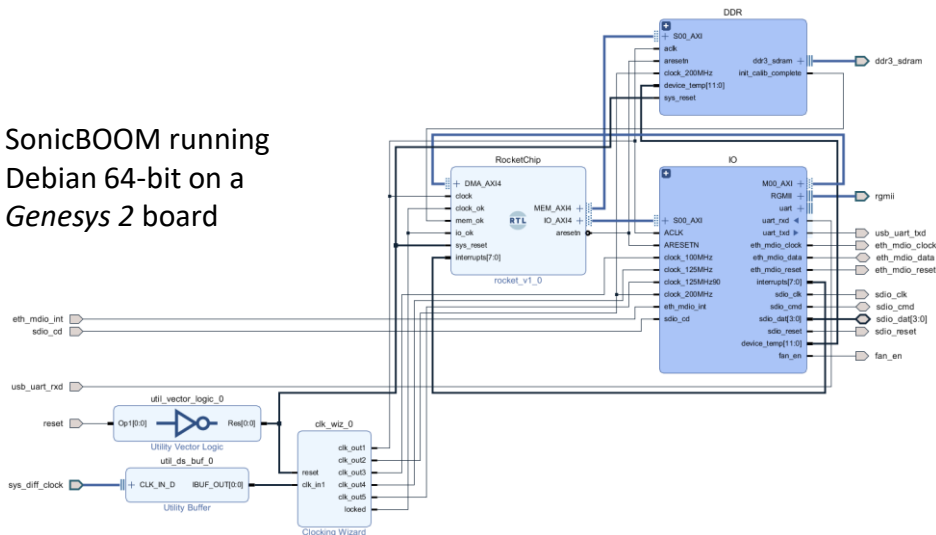 SonicBOOM running
Debian 64-bit on a
Genesys 2 board
DDR
S00_AXI
aclk
aresetn
clock_200MHz
device_temp[11:0]
sys_reset
ddr3_sdram
init_calib_complete
ddr3_sdram
RocketChip
DMA_AXI4
clock
clock_ok
mem_ok
io_ok
sys_reset
interrupts[7:0]
RTL
MEM_AXI4
IO_AXI4
aresetn
rocket_v1_0
IO
S00_AXI
ACLK
ARESETN
clock_100MHz
clock_125MHz
clock_125MHz90
clock_200MHz
eth_mdio_int
sdio_cd
M00_AXI
RGMII
uart
uart_rxd
uart_txd
eth_mdio_clock
eth_mdio_data
eth_mdio_reset
interrupts[7:0]
sdio_clk
sdio_cmd
sdio_dat[3:0]
sdio_reset
device_temp[11:0]
fan_en
rgmii
usb_uart_txd
eth_mdio_clock
eth_mdio_data
eth_mdio_reset
sdio_clk
sdio_cmd
sdio_dat[3:0]
sdio_reset
fan_en
eth_mdio_int
sdio_cd
usb_uart_rxd
reset
sys_diff_clock
util_vector_logic_0
Op1[0:0]
Res[0:0]
Utility Vector Logic
util_ds_buf_0
CLK_IN_D
IBUF_OUT[0:0]
Utility Buffer
clk_wiz_0
reset
clk_in1
clk_out1
clk_out2
clk_out3
clk_out4
clk_out5
locked
Clocking Wizard